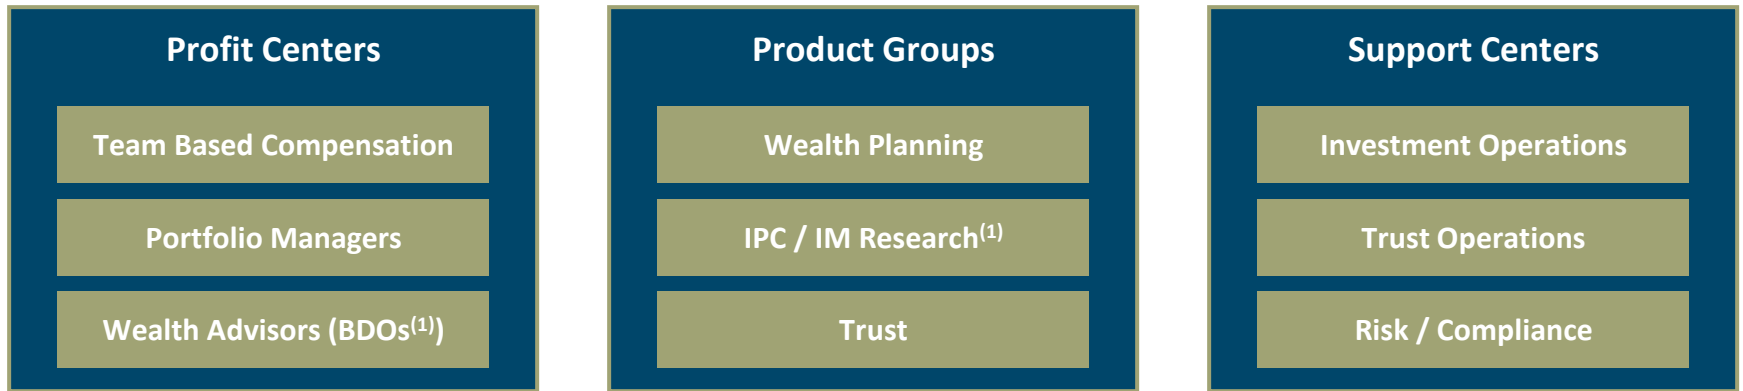 Profit Centers
Team Based Compensation
Portfolio Managers
Wealth Advisors (BDOs(1))
Product Groups
Wealth Planning
IPC / IM Research(1)
Trust
Support Centers
Investment Operations
Trust Operations
Risk / Compliance